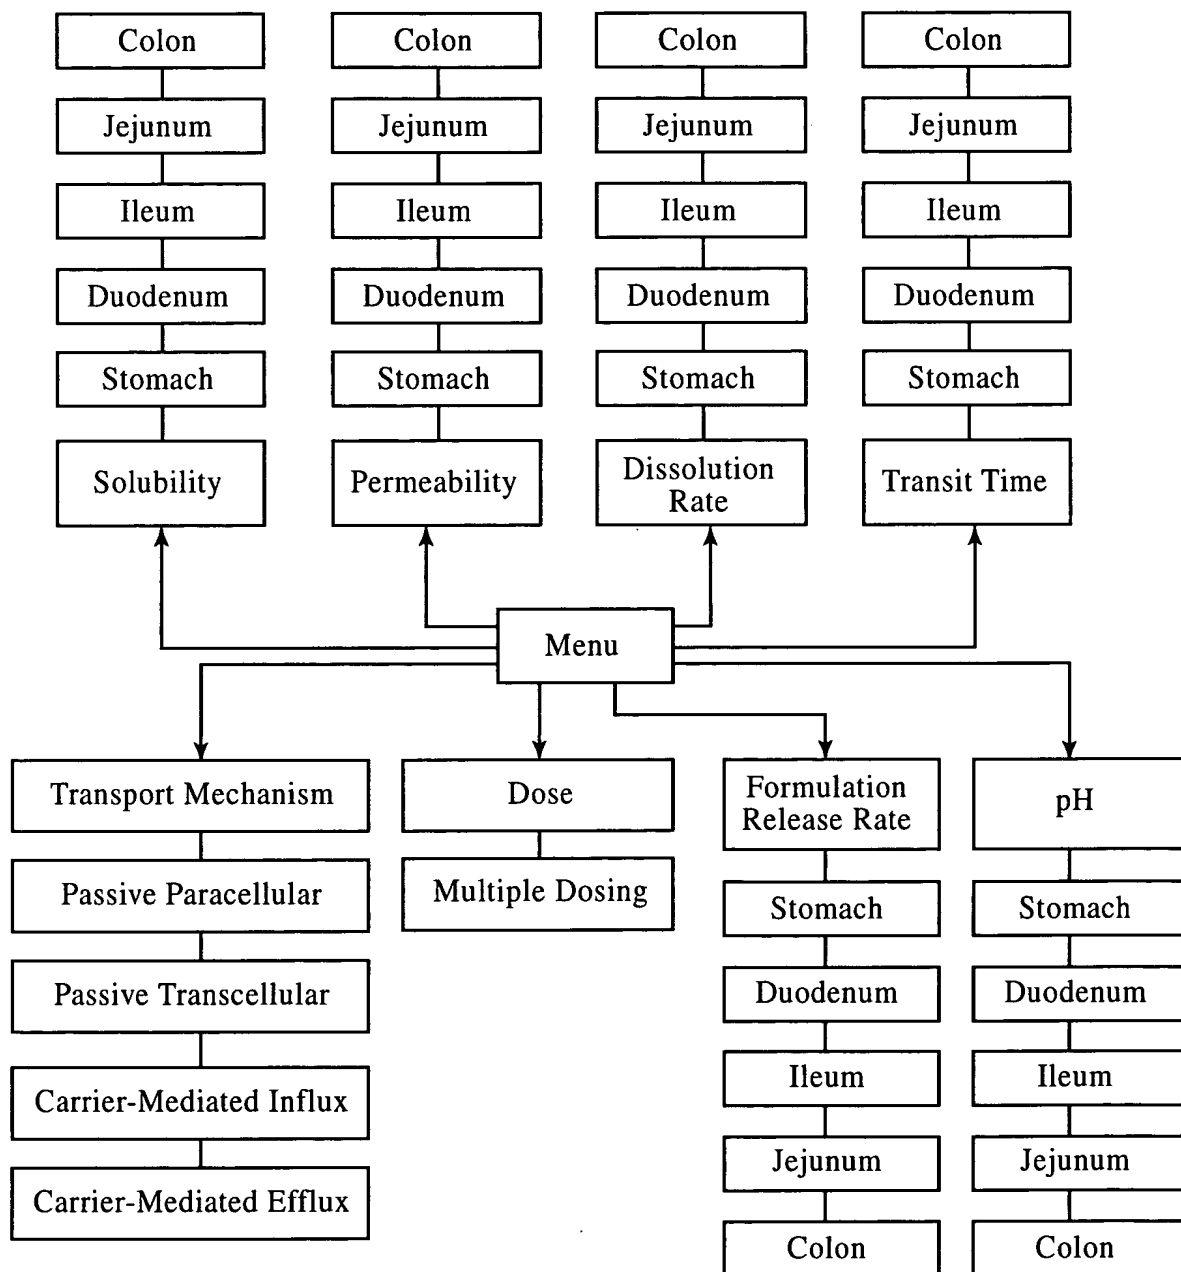 Colon
Colon
Colon
Colon
Jejunum
Jejunum
Jejunum
Jejunum
Ileum
Ileum
Ileum
Ileum
Duodenum
Duodenum
Duodenum
Duodenum
Stomach
Stomach
Stomach
Stomach
Solubility
Permeability
Dissolution
Rate
Transit Time
Menu
Transport Mechanism
Dose
Formulation
Release Rate
pH
Passive Paracellular
Multiple Dosing
Stomach
Stomach
Passive Transcellular
Duodenum
Duodenum
Carrier-Mediated Influx
Ileum
Ileum
Carrier-Mediated Efflux
Jejunum
Jejunum
Colon
Colon